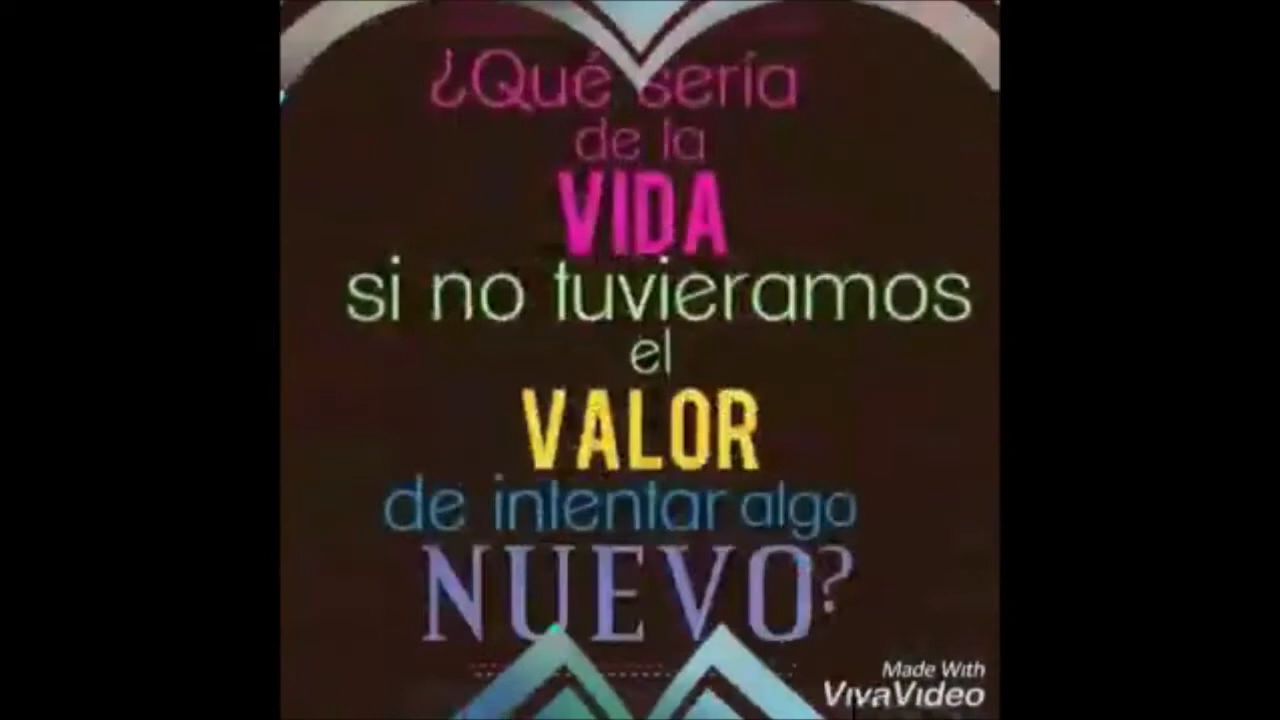 ¿Qué sería
de la
VIDA
si no tuvieramos
el
VALOR
de intentar algo
NUEVO?
Made With
VivaVideo